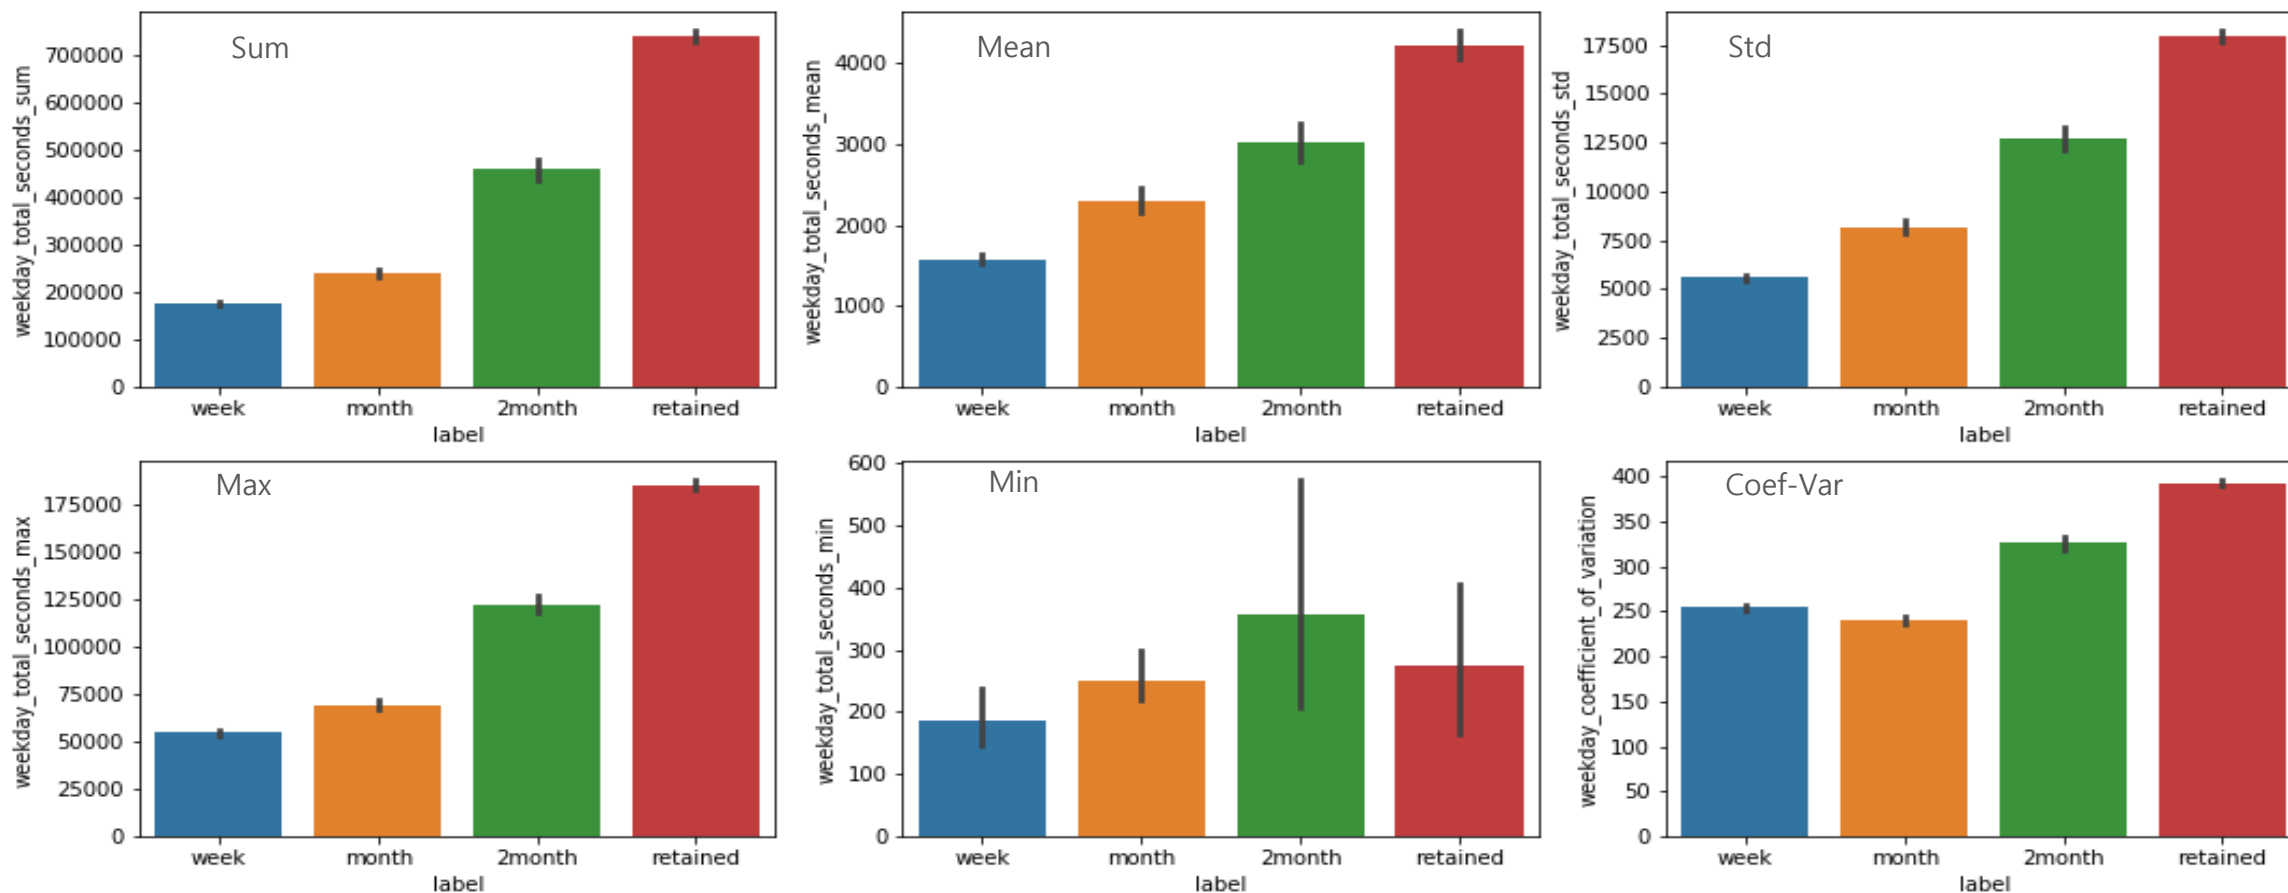 Sum
weekday_total_seconds_sum
700000
600000
500000
400000
300000
200000
100000
0
week month 2month retained
label
Mean
weekday_total_seconds_mean
4000
3000
2000
1000
0
week month 2month retained
label
Std
weekday_total_seconds_std
17500
15000
12500
10000
7500
5000
2500
0
week month 2month retained
label
Max
weekday_total_seconds_max
175000
150000
125000
100000
75000
50000
25000
0
week month 2month retained
label
Min
weekday_total_seconds_min
600
500
400
300
200
100
0
week month 2month retained
label
Coef-Var
weekday_coefficient_of_variation
400
350
300
250
200
150
100
50
0
week month 2month retained
label